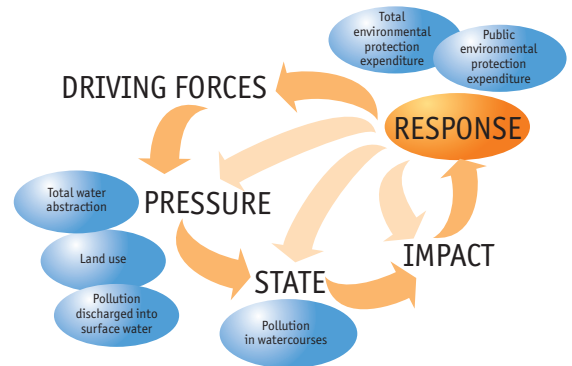 Total
environmental
protection
expenditure
Public
environmental
protection
expenditure
DRIVING FORCES
RESPONSE
Total water
abstraction
PRESSURE
Land use
IMPACT
STATE
Pollution
discharged into
surface water
Pollution
in watercourses